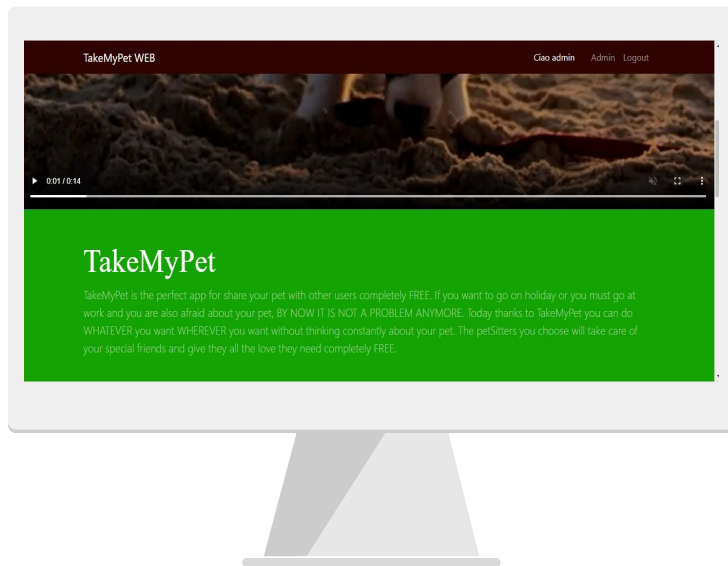 TakeMyPet WEB
Ciao admin Admin Logout
0:01 / 0:14
TakeMyPet
TakeMyPet is the perfect app for share your pet with other users completely FREE. If you want to go on holiday or you must go at
work and you are also afraid about your pet, BY NOW IT IS NOT A PROBLEM ANYMORE. Today thanks to TakeMyPet you can do
WHATEVER you want WHEREVER you want without thinking constantly about your pet. The petSitters you choose will take care of
your special friends and give they all the love they need completely FREE.